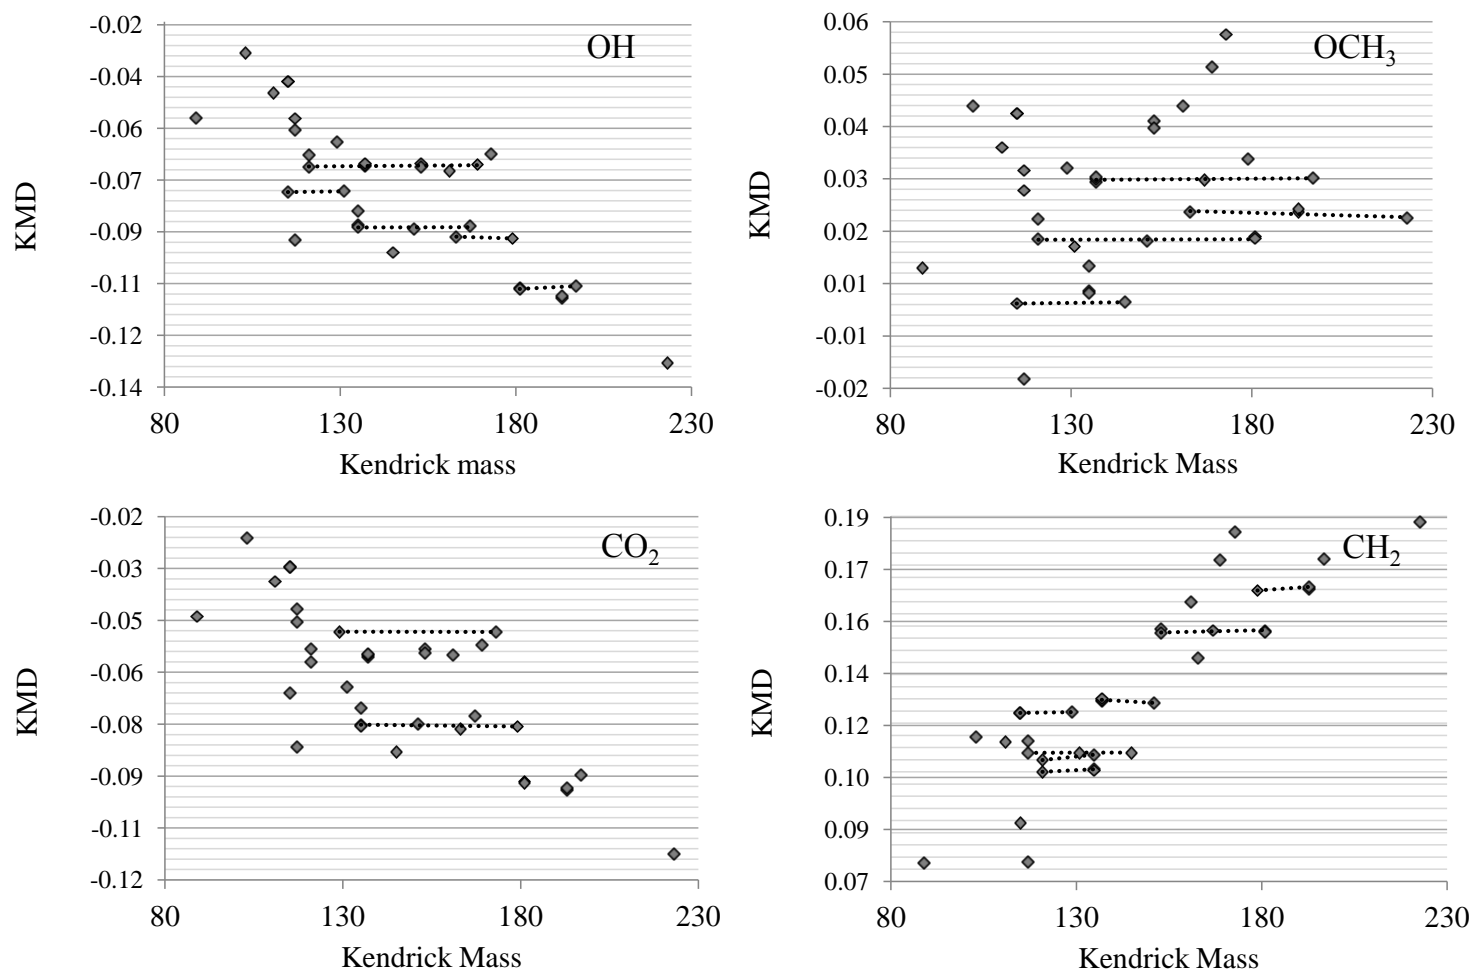 OH
KMD
-0.02
-0.04
-0.06
-0.07
-0.09
-0.11
-0.12
-0.14
80 130 180 230
Kendrick mass
OCH3
KMD
0.06
0.05
0.04
0.03
0.02
0.01
-0.01
-0.02
80 130 180 230
Kendrick Mass
CO2
KMD
-0.02
-0.03
-0.05
-0.06
-0.08
-0.09
-0.11
-0.12
80 130 180 230
Kendrick Mass
CH2
KMD
0.19
0.17
0.16
0.14
0.12
0.10
0.09
0.07
80 130 180 230
Kendrick Mass